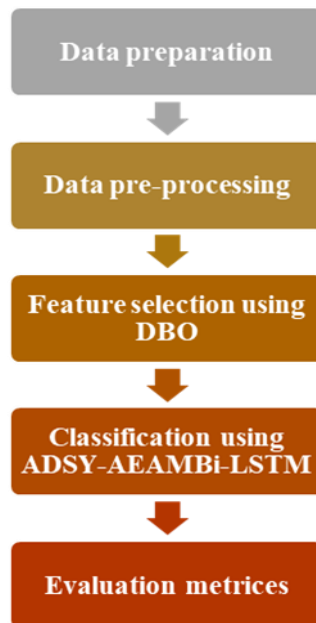 Data preparation
Data pre-processing
Feature selection using
DBO
Classification using
ADSY-AEAMBi-LSTM
Evaluation metrices